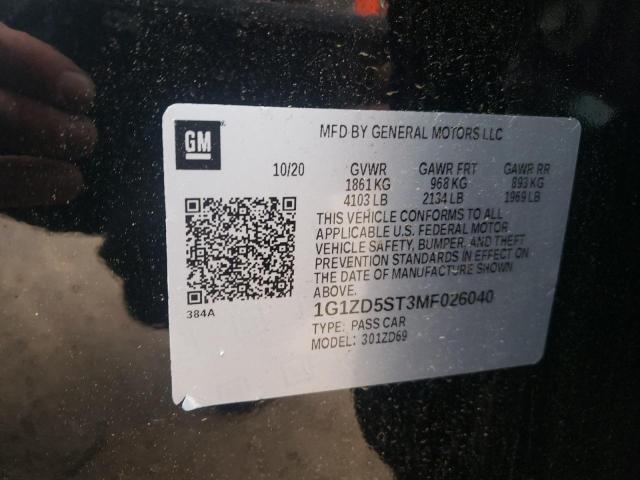 GM
MFD BY GENERAL MOTORS LLC
10/20 GVWR GAWR FRT GAWR RR
1861 KG 968 KG 893 KG
4103 LB 2134 LB 1969 LB
THIS VEHICLE CONFORMS TO ALL
APPLICABLE U.S. FEDERAL MOTOR
VEHICLE SAFETY, BUMPER, AND THEFT
PREVENTION STANDARDS IN EFFECT ON
THE DATE OF MANUFACTURE SHOWN
ABOVE.
384A
1G1ZD5ST3MF026040
TYPE: PASS CAR
MODEL: 301ZD69